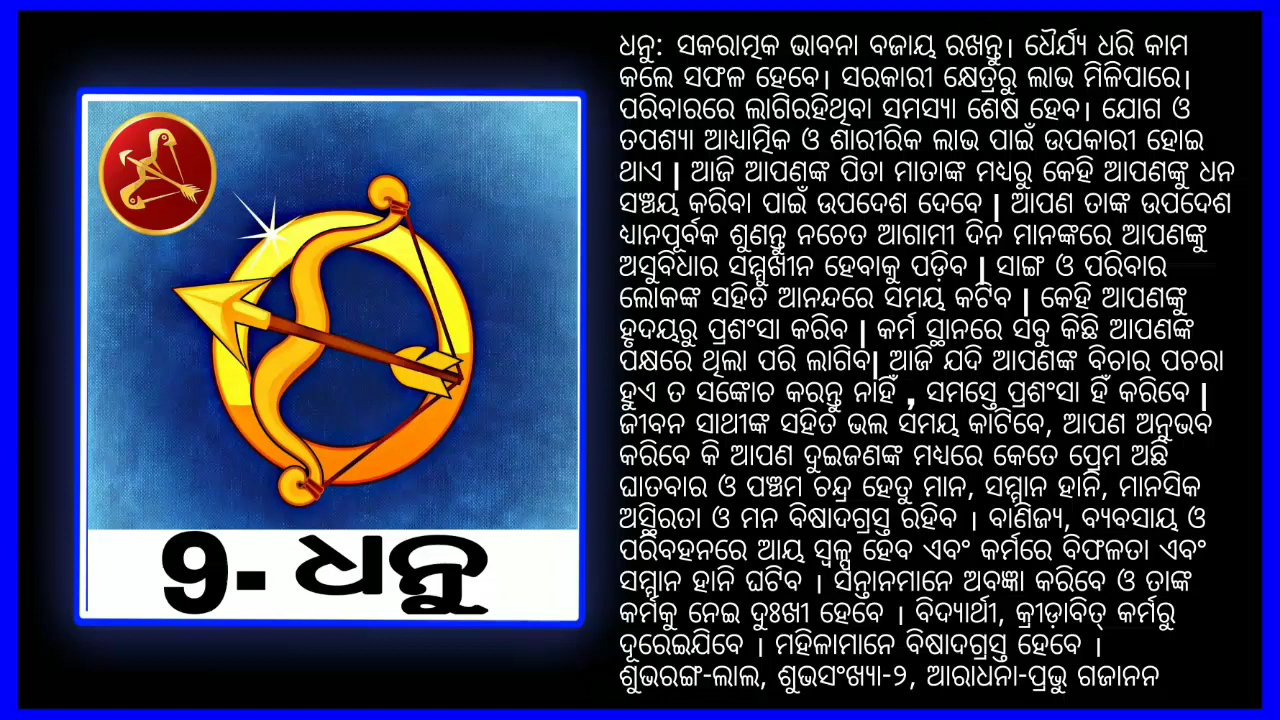 ଧନୁ: ସକରାତ୍ମକ ଭାବନା ବଜାୟ ରଖନ୍ତୁ। ଧୈର୍ଯ୍ୟ ଧରି କାମ
କଲେ ସଫଳ ହେବେ। ସରକାରୀ କ୍ଷେତ୍ରରୁ ଲାଭ ମିଳିପାରେ।
ପରିବାରରେ ଲାଗିରହିଥିବା ସମସ୍ୟା ଶେଷ ହେବ। ଯୋଗ ଓ
ତପଶ୍ୟା ଆଧ୍ୟାତ୍ମିକ ଓ ଶାରୀରିକ ଲାଭ ପାଇଁ ଉପକାରୀ ହୋଇ
ଥାଏ | ଆଜି ଆପଣଙ୍କ ପିତା ମାତାଙ୍କ ମଧ୍ୟରୁ କେହି ଆପଣଙ୍କୁ ଧନ
ସଞ୍ଚୟ କରିବା ପାଇଁ ଉପଦେଶ ଦେବେ | ଆପଣ ତାଙ୍କ ଉପଦେଶ
ଧ୍ୟାନପୂର୍ବକ ଶୁଣନ୍ତୁ ନଚେତ ଆଗାମୀ ଦିନ ମାନଙ୍କରେ ଆପଣଙ୍କୁ
ଅସୁବିଧାର ସମ୍ମୁଖୀନ ହେବାକୁ ପଡ଼ିବ | ସାଙ୍ଗ ଓ ପରିବାର
ଲୋକଙ୍କ ସହିତ ଆନନ୍ଦରେ ସମୟ କଟିବ | କେହି ଆପଣଙ୍କୁ
ହୃଦୟରୁ ପ୍ରଶଂସା କରିବ | କର୍ମ ସ୍ଥାନରେ ସବୁ କିଛି ଆପଣଙ୍କ
ପକ୍ଷରେ ଥିଲା ପରି ଲାଗିବ| ଆଜି ଯଦି ଆପଣଙ୍କ ବିଚାର ପଚରା
ହୁଏ ତ ସଙ୍କୋଚ କରନ୍ତୁ ନାହିଁ , ସମସ୍ତେ ପ୍ରଶଂସା ହିଁ କରିବେ |
ଜୀବନ ସାଥୀଙ୍କ ସହିତ ଭଲ ସମୟ କାଟିବେ, ଆପଣ ଅନୁଭବ
କରିବେ କି ଆପଣ ଦୁଇଜଣଙ୍କ ମଧ୍ୟରେ କେତେ ପ୍ରେମ ଅଛି
ଘାତବାର ଓ ପଞ୍ଚମ ଚନ୍ଦ୍ର ହେତୁ ମାନ, ସମ୍ମାନ ହାନି, ମାନସିକ
ଅସ୍ଥିରତା ଓ ମନ ବିଷାଦଗ୍ରସ୍ତ ରହିବ । ବାଣିଜ୍ୟ, ବ୍ୟବସାୟ ଓ
ପରିବହନରେ ଆୟ ସ୍ଵଳ୍ପ ହେବ ଏବଂ କର୍ମରେ ବିଫଳତା ଏବଂ
ସମ୍ମାନ ହାନି ଘଟିବ । ସନ୍ତାନମାନେ ଅବଜ୍ଞା କରିବେ ଓ ତାଙ୍କ
କର୍ମକୁ ନେଇ ଦୁଃଖୀ ହେବେ । ବିଦ୍ୟାର୍ଥୀ, କ୍ରୀଡ଼ାବିତ୍ କର୍ମରୁ
ଦୂରେଇଯିବେ । ମହିଳାମାନେ ବିଷାଦଗ୍ରସ୍ତ ହେବେ ।
ଶୁଭରଙ୍ଗ-ଲାଲ, ଶୁଭସଂଖ୍ୟା-୨, ଆରାଧନା-ପ୍ରଭୁ ଗଜାନନ
9- ଧନୁ